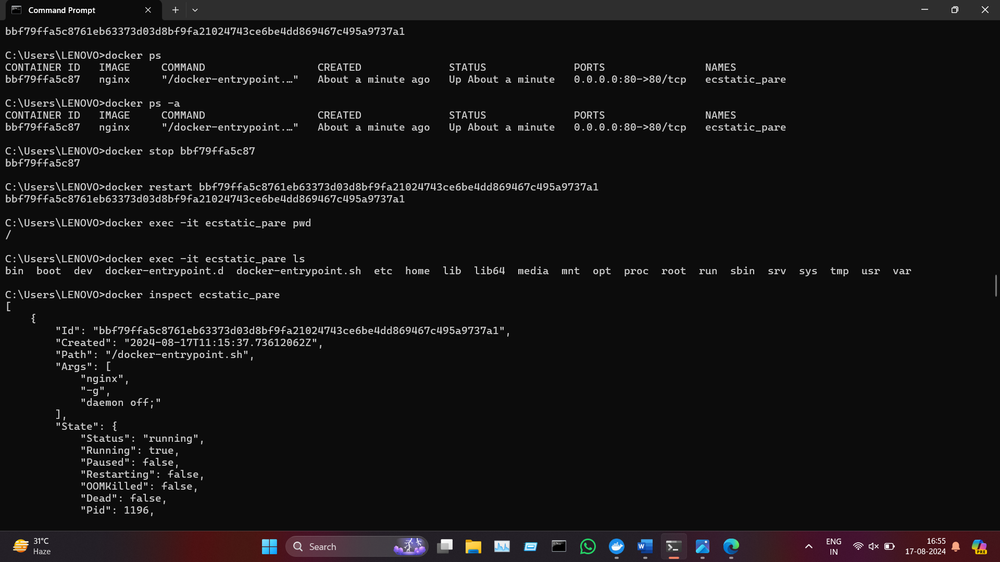 Command Prompt
bbf79ffa5c8761eb63373d03d8bf9fa21024743ce6be4dd869467c495a9737a1
C:\Users\LENOVO>docker ps
CONTAINER ID   IMAGE     COMMAND                  CREATED              STATUS              PORTS                NAMES
bbf79ffa5c87   nginx     "/docker-entrypoint.…"   About a minute ago   Up About a minute   0.0.0.0:80->80/tcp   ecstatic_pare
C:\Users\LENOVO>docker ps -a
CONTAINER ID   IMAGE     COMMAND                  CREATED              STATUS              PORTS                NAMES
bbf79ffa5c87   nginx     "/docker-entrypoint.…"   About a minute ago   Up About a minute   0.0.0.0:80->80/tcp   ecstatic_pare
C:\Users\LENOVO>docker stop bbf79ffa5c87
bbf79ffa5c87
C:\Users\LENOVO>docker restart bbf79ffa5c8761eb63373d03d8bf9fa21024743ce6be4dd869467c495a9737a1
bbf79ffa5c8761eb63373d03d8bf9fa21024743ce6be4dd869467c495a9737a1
C:\Users\LENOVO>docker exec -it ecstatic_pare pwd
/
C:\Users\LENOVO>docker exec -it ecstatic_pare ls
bin  boot  dev  docker-entrypoint.d  docker-entrypoint.sh  etc  home  lib  lib64  media  mnt  opt  proc  root  run  sbin  srv  sys  tmp  usr  var
C:\Users\LENOVO>docker inspect ecstatic_pare
[
    {
        "Id": "bbf79ffa5c8761eb63373d03d8bf9fa21024743ce6be4dd869467c495a9737a1",
        "Created": "2024-08-17T11:15:37.73612062Z",
        "Path": "/docker-entrypoint.sh",
        "Args": [
            "nginx",
            "-g",
            "daemon off;"
        ],
        "State": {
            "Status": "running",
            "Running": true,
            "Paused": false,
            "Restarting": false,
            "OOMKilled": false,
            "Dead": false,
            "Pid": 1196,
31°C
Haze
Search
ENG
IN
16:55
17-08-2024
PRE